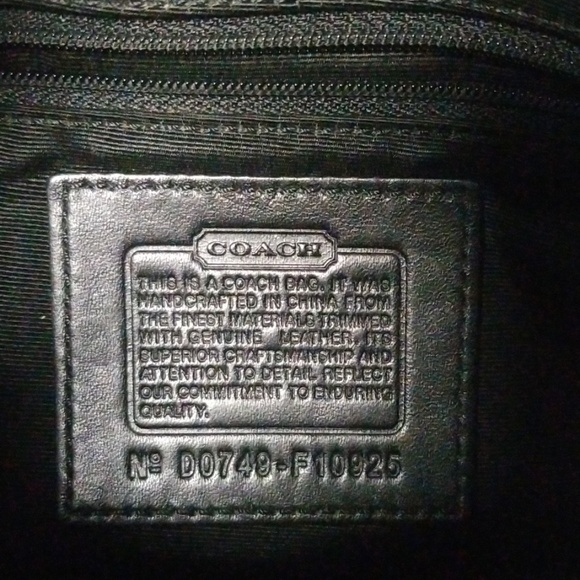 COACH
THIS IS A COACH BAG. IT WAS
HANDCRAFTED IN CHINA FROM
THE FINEST MATERIALS TRIMMED
WITH GENUINE LEATHER. ITS
SUPERIOR CRAFTSMANSHIP AND
ATTENTION TO DETAIL REFLECT
OUR COMMITMENT TO ENDURING
QUALITY.
Nº D0749-F10925